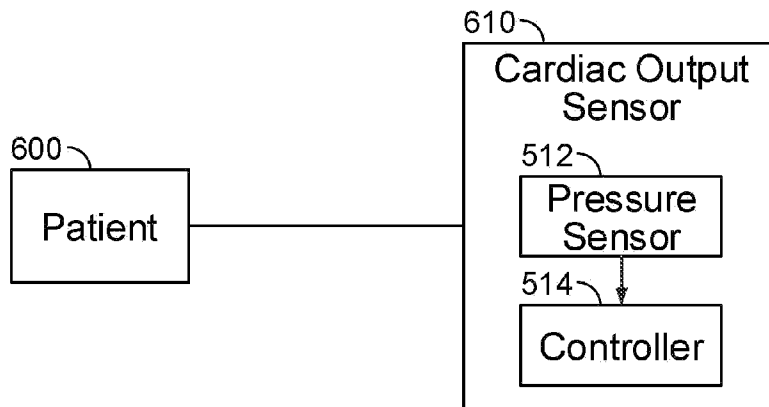 610
Cardiac Output
Sensor
600
Patient
512
Pressure
Sensor
514
Controller